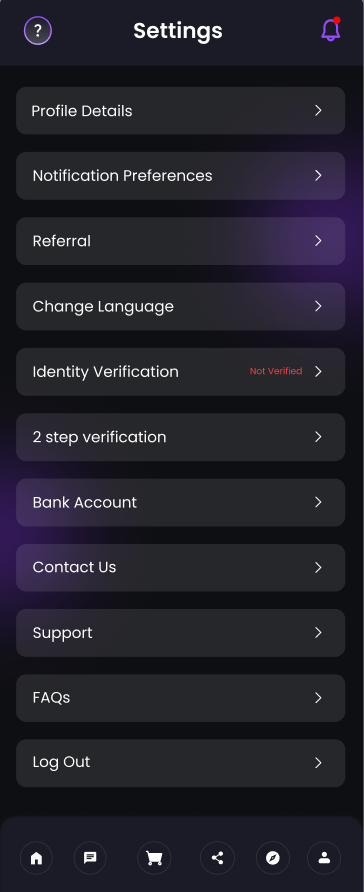 ?
Settings
Profile Details
Notification Preferences
Referral
Change Language
Identity Verification Not Verified
2 step verification
Bank Account
Contact Us
Support
FAQs
Log Out